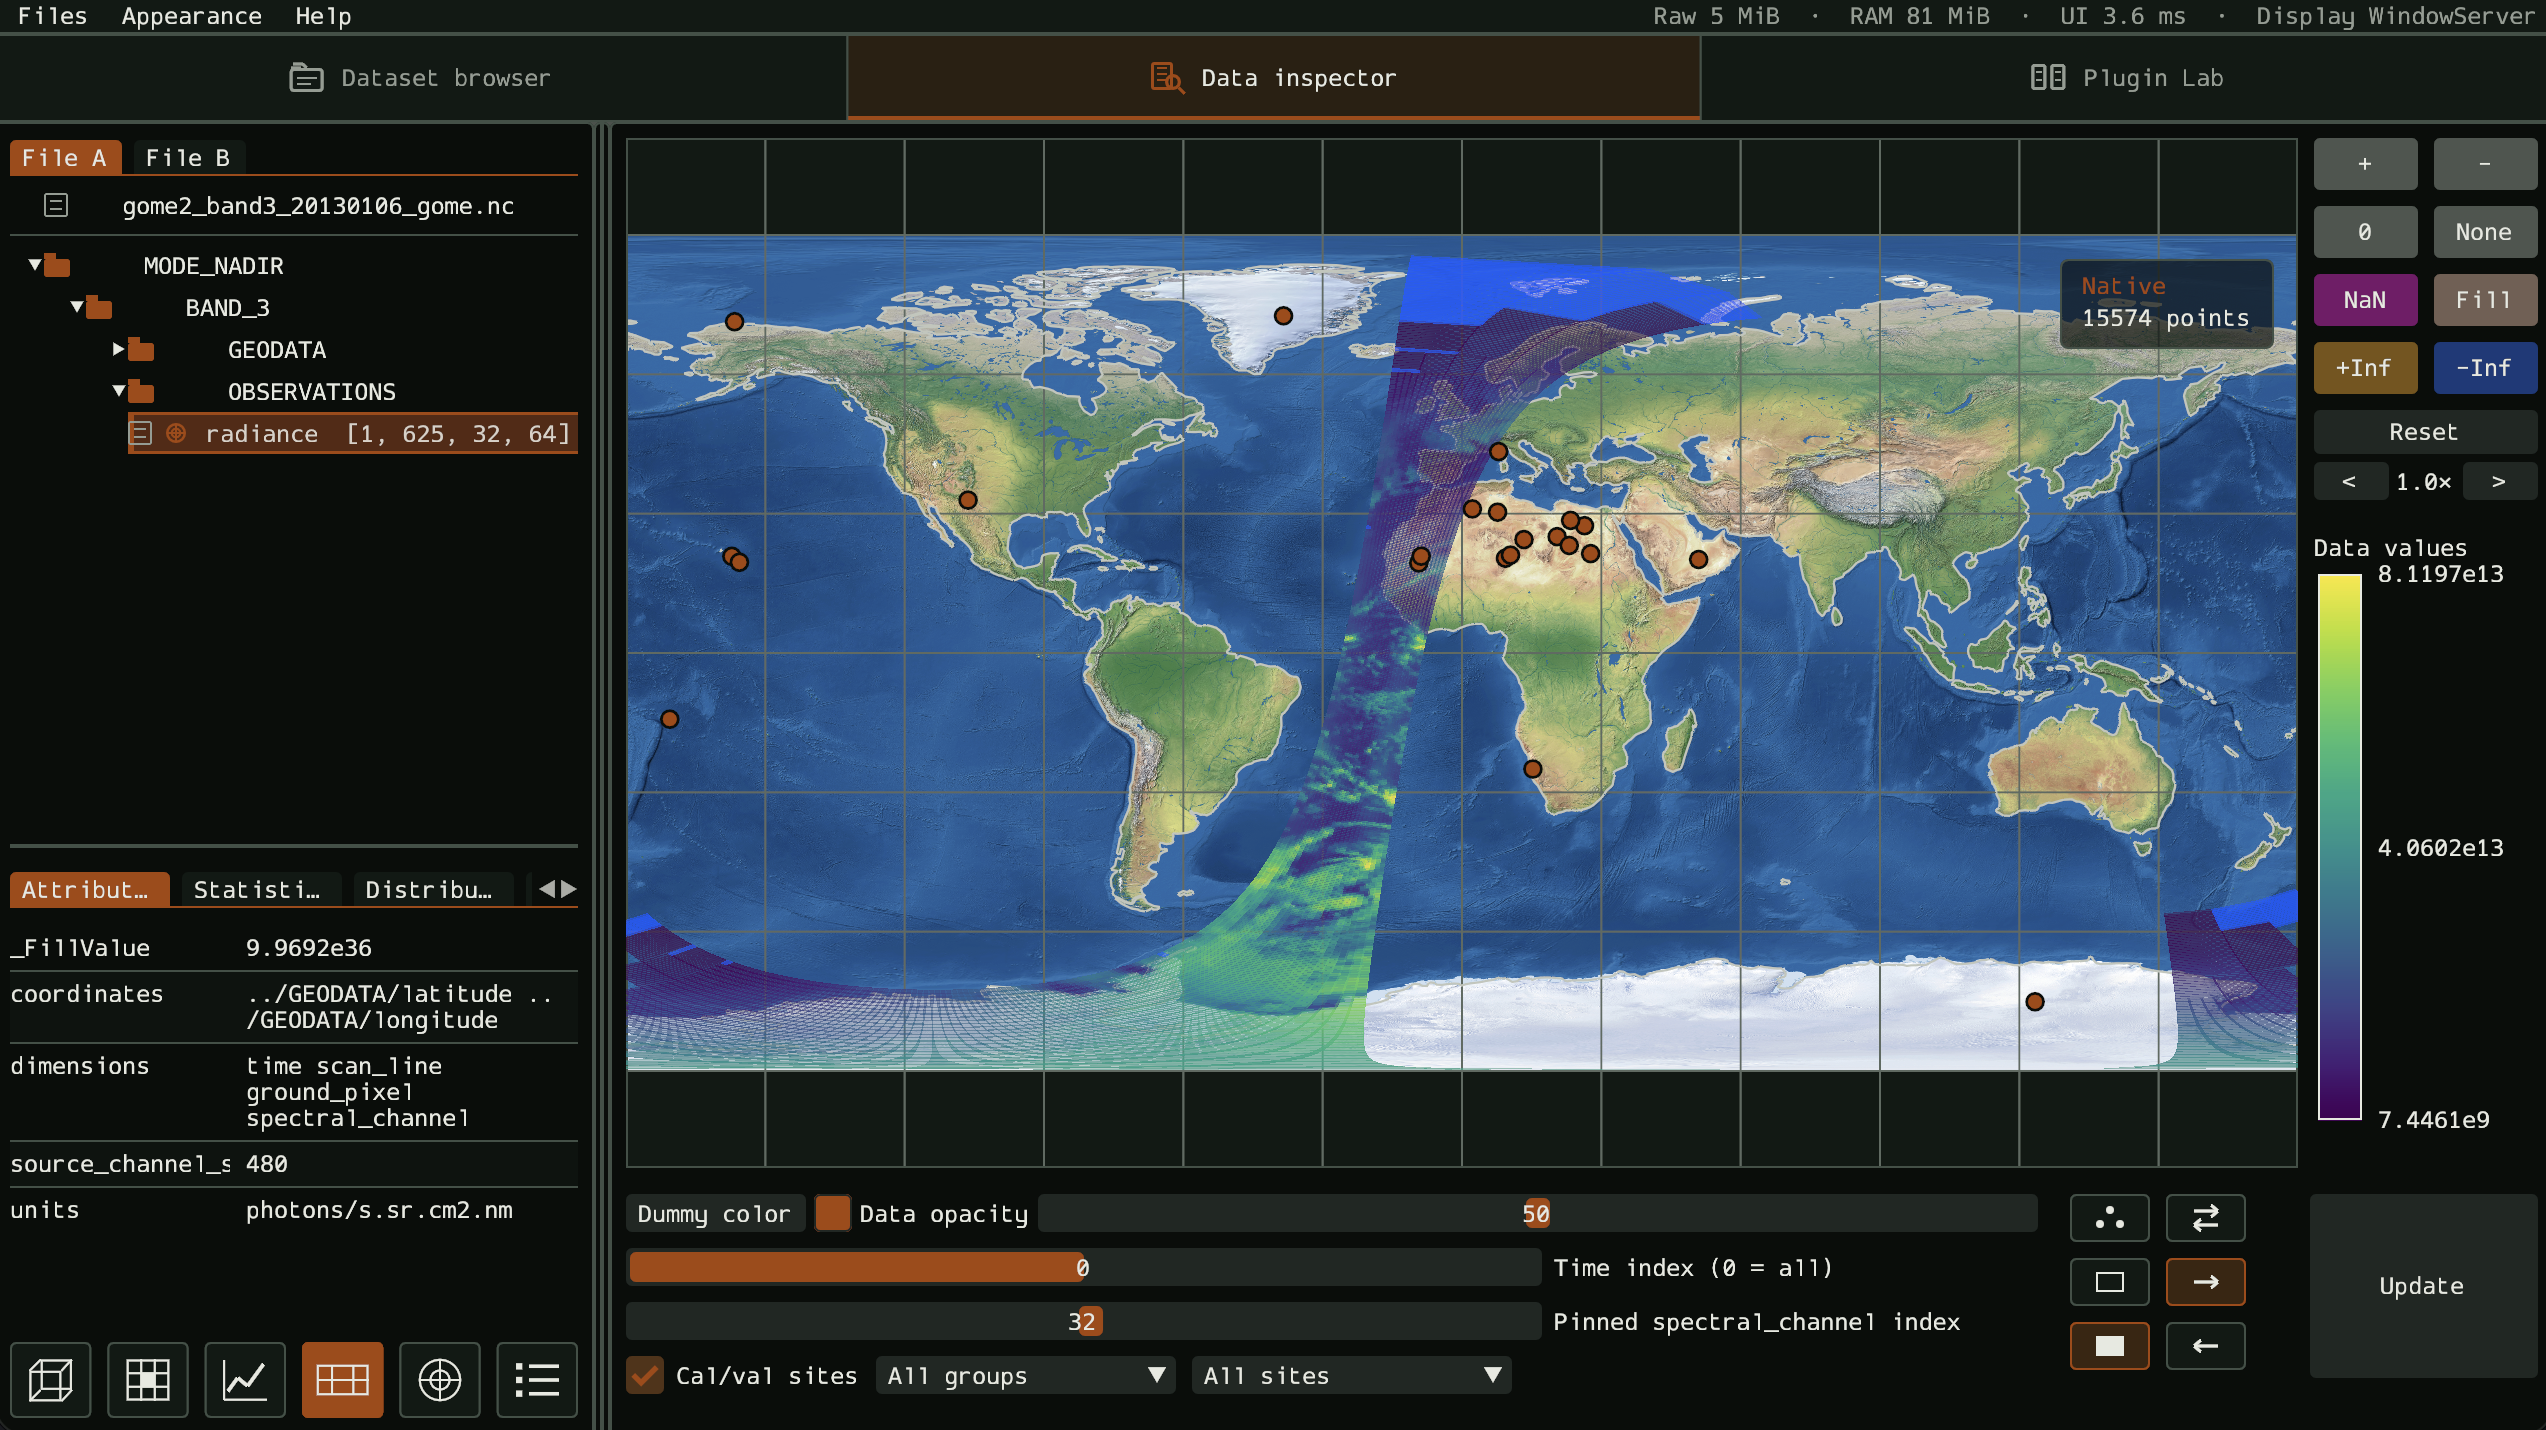 Files Appearance Help Raw 5 MiB · RAM 81 MiB · UI 3.6 ms · Display WindowServer
Dataset browser Data inspector Plugin Lab
File A File B
gome2_band3_20130106_gome.nc
MODE_NADIR
BAND_3
GEODATA
OBSERVATIONS
radiance [1, 625, 32, 64]
Attribut… Statisti… Distribu…
_FillValue 9.9692e36
coordinates ../GEODATA/latitude ..
/GEODATA/longitude
dimensions time scan_line
ground_pixel
spectral_channel
source_channel_s 480
units photons/s.sr.cm2.nm
Native
15574 points
+ -
0 None
NaN Fill
+Inf -Inf
Reset
< 1.0× >
Data values
8.1197e13
4.0602e13
7.4461e9
Dummy color Data opacity 50
0 Time index (0 = all)
32 Pinned spectral_channel index
Cal/val sites All groups All sites
Update